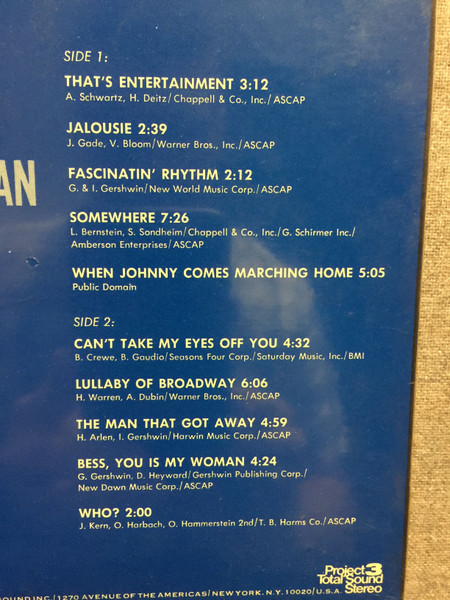 SIDE 1:
THAT'S ENTERTAINMENT 3:12
A. Schwartz, H. Deitz/Chappell & Co., Inc./ASCAP
JALOUSIE 2:39
J. Gade, V. Bloom/Warner Bros., Inc./ASCAP
AN
FASCINATIN' RHYTHM 2:12
G. & I. Gershwin/New World Music Corp./ASCAP
SOMEWHERE 7:26
L. Bernstein, S. Sondheim/Chappell & Co., Inc./G. Schirmer Inc./
Amberson Enterprises/ASCAP
WHEN JOHNNY COMES MARCHING HOME 5:05
Public Domain
SIDE 2:
CAN'T TAKE MY EYES OFF YOU 4:32
B. Crewe, B. Gaudio/Seasons Four Corp./Saturday Music, Inc./BMI
LULLABY OF BROADWAY 6:06
H. Warren, A. Dubin/Warner Bros., Inc./ASCAP
THE MAN THAT GOT AWAY 4:59
H. Arlen, I. Gershwin/Harwin Music Corp./ASCAP
BESS, YOU IS MY WOMAN 4:24
G. Gershwin, D. Heyward/Gershwin Publishing Corp./
New Dawn Music Corp./ASCAP
WHO? 2:00
J. Kern, O. Harbach, O. Hammerstein 2nd/T. B. Harms Co./ASCAP
Project 3
Total Sound
Stereo
SOUND INC./1270 AVENUE OF THE AMERICAS/NEW YORK, N.Y. 10020/U.S.A.